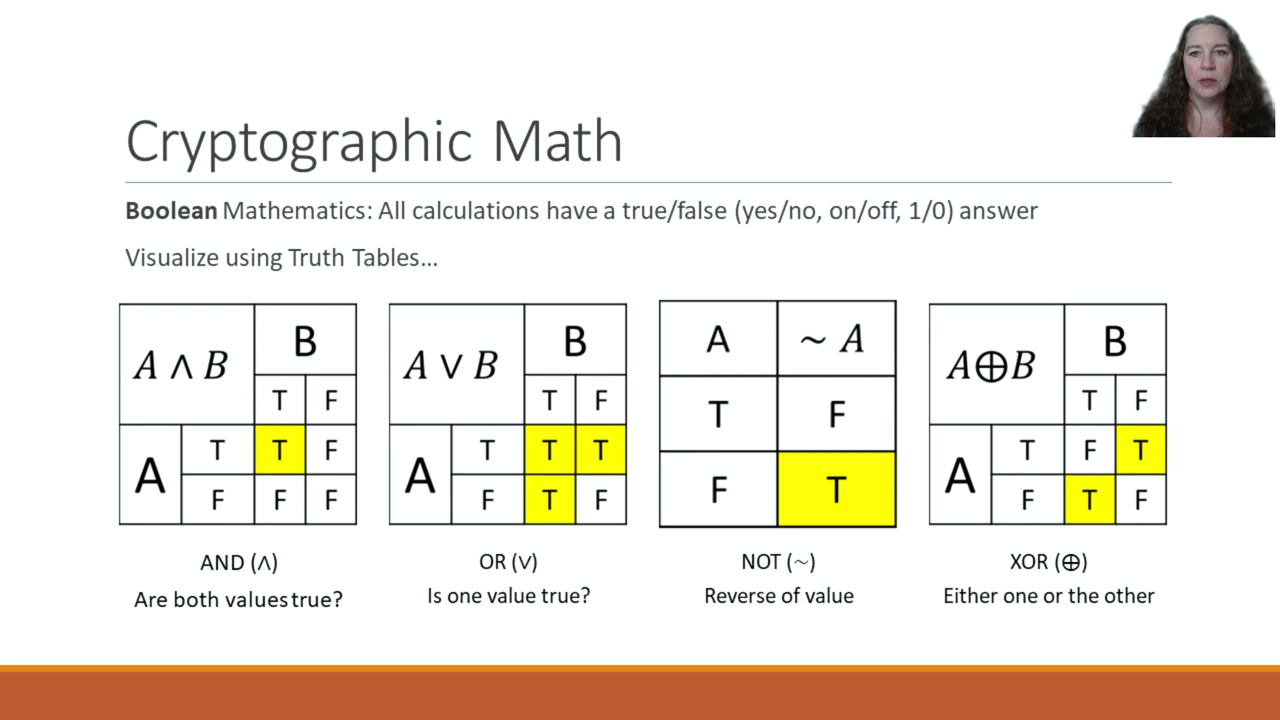 Cryptographic Math
Boolean Mathematics: All calculations have a true/false (yes/no, on/off, 1/0) answer
Visualize using Truth Tables...
A ∧ B B
T F
A T T F
F F F
AND (∧)
Are both values true?
A ∨ B B
T F
A T T T
F T F
OR (∨)
Is one value true?
A ~ A
T F
F T
NOT (~)
Reverse of value
A⊕B B
T F
A T F T
F T F
XOR (⊕)
Either one or the other